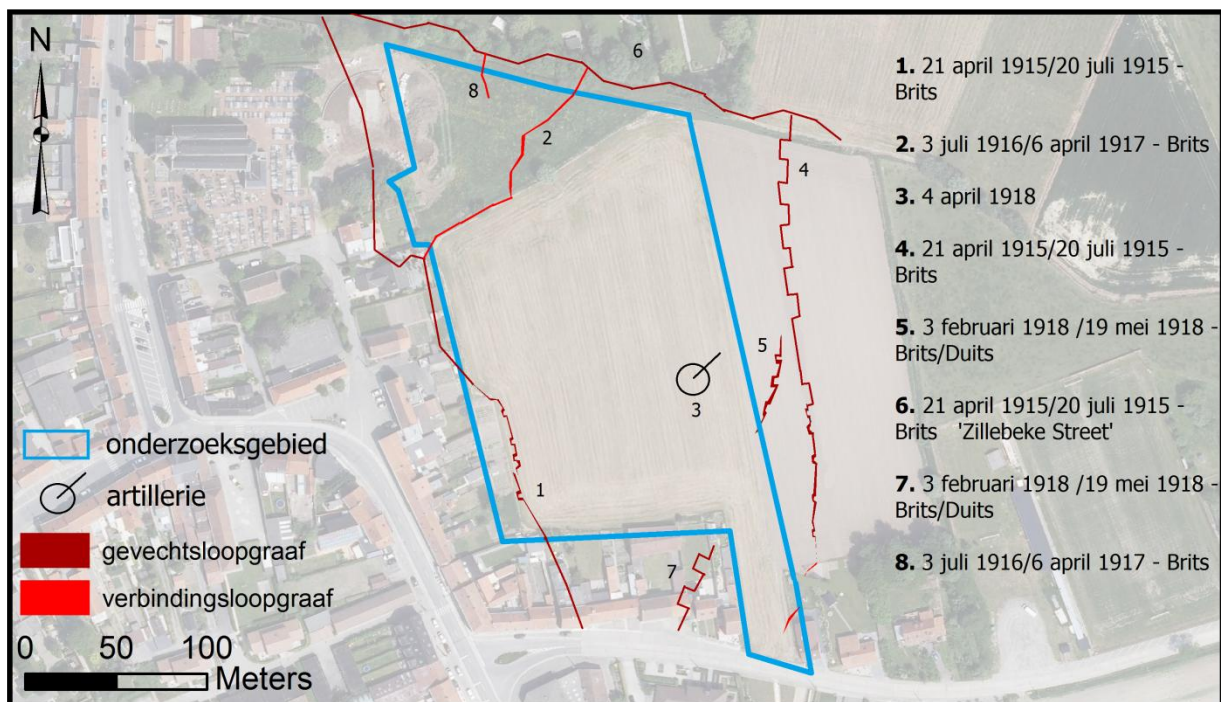 N
6
8
2
4
5
3
1
7
1. 21 april 1915/20 juli 1915 -
Brits
2. 3 juli 1916/6 april 1917 - Brits
3. 4 april 1918
4. 21 april 1915/20 juli 1915 -
Brits
5. 3 februari 1918 /19 mei 1918 -
Brits/Duits
6. 21 april 1915/20 juli 1915 -
Brits 'Zillebeke Street'
7. 3 februari 1918 /19 mei 1918 -
Brits/Duits
8. 3 juli 1916/6 april 1917 - Brits
onderzoeksgebied
artillerie
gevechtsloopgraaf
verbindingsloopgraaf
0 50 100
Meters